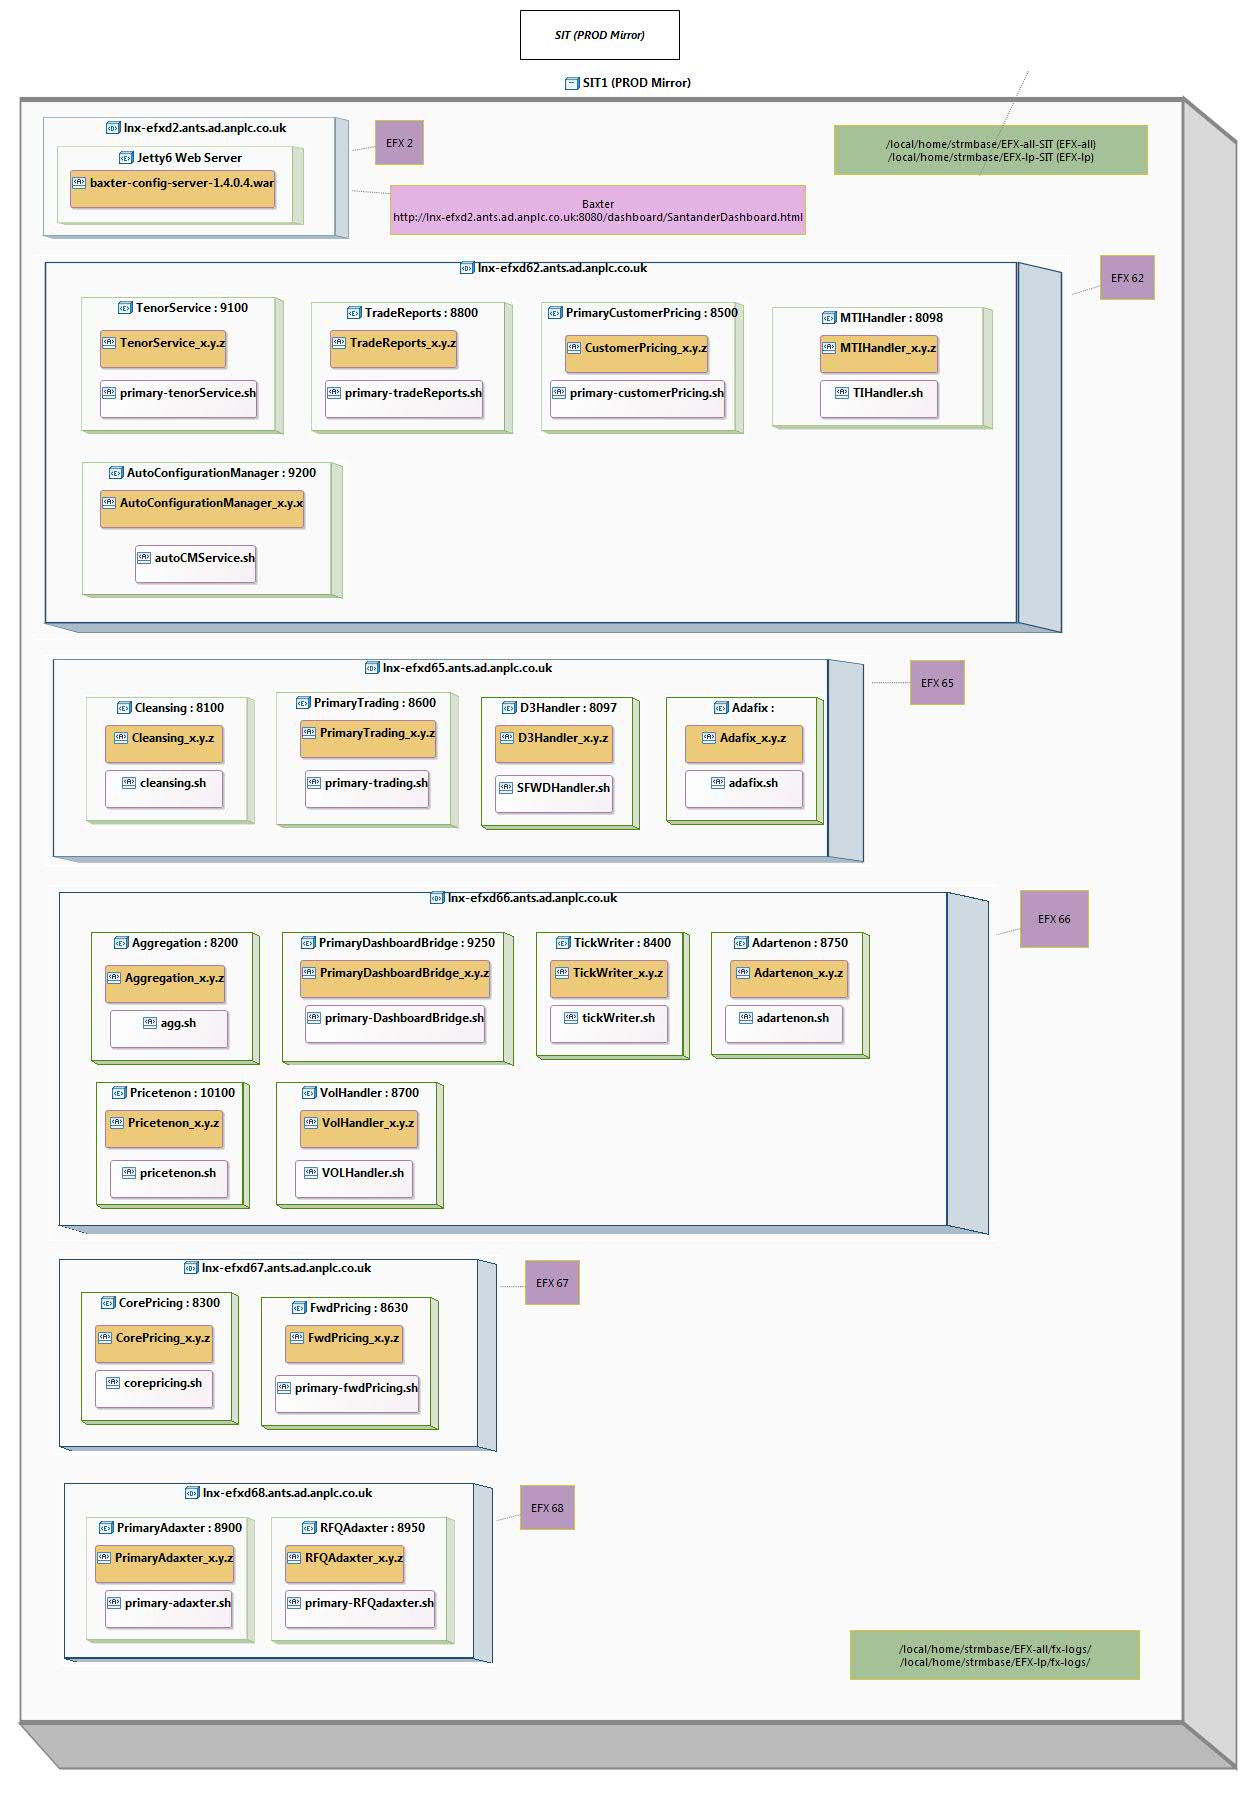 SIT (PROD Mirror)
SIT1 (PROD Mirror)
lnx-efxd2.ants.ad.anplc.co.uk
Jetty6 Web Server
baxter-config-server-1.4.0.4.war
EFX 2
/local/home/strmbase/EFX-all-SIT (EFX-all)
/local/home/strmbase/EFX-lp-SIT (EFX-lp)
Baxter
http://lnx-efxd2.ants.ad.anplc.co.uk:8080/dashboard/SantanderDashboard.html
lnx-efxd62.ants.ad.anplc.co.uk
EFX 62
TenorService : 9100
TenorService_x.y.z
primary-tenorService.sh
TradeReports : 8800
TradeReports_x.y.z
primary-tradeReports.sh
PrimaryCustomerPricing : 8500
CustomerPricing_x.y.z
primary-customerPricing.sh
MTIHandler : 8098
MTIHandler_x.y.z
TIHandler.sh
AutoConfigurationManager : 9200
AutoConfigurationManager_x.y.x
autoCMService.sh
lnx-efxd65.ants.ad.anplc.co.uk
EFX 65
Cleansing : 8100
Cleansing_x.y.z
cleansing.sh
PrimaryTrading : 8600
PrimaryTrading_x.y.z
primary-trading.sh
D3Handler : 8097
D3Handler_x.y.z
SFWDHandler.sh
Adafix :
Adafix_x.y.z
adafix.sh
lnx-efxd66.ants.ad.anplc.co.uk
EFX 66
Aggregation : 8200
Aggregation_x.y.z
agg.sh
PrimaryDashboardBridge : 9250
PrimaryDashboardBridge_x.y.z
primary-DashboardBridge.sh
TickWriter : 8400
TickWriter_x.y.z
tickWriter.sh
Adartenon : 8750
Adartenon_x.y.z
adartenon.sh
Pricetenon : 10100
Pricetenon_x.y.z
pricetenon.sh
VolHandler : 8700
VolHandler_x.y.z
VOLHandler.sh
lnx-efxd67.ants.ad.anplc.co.uk
EFX 67
CorePricing : 8300
CorePricing_x.y.z
corepricing.sh
FwdPricing : 8630
FwdPricing_x.y.z
primary-fwdPricing.sh
lnx-efxd68.ants.ad.anplc.co.uk
EFX 68
PrimaryAdaxter : 8900
PrimaryAdaxter_x.y.z
primary-adaxter.sh
RFQAdaxter : 8950
RFQAdaxter_x.y.z
primary-RFQadaxter.sh
/local/home/strmbase/EFX-all/fx-logs/
/local/home/strmbase/EFX-lp/fx-logs/